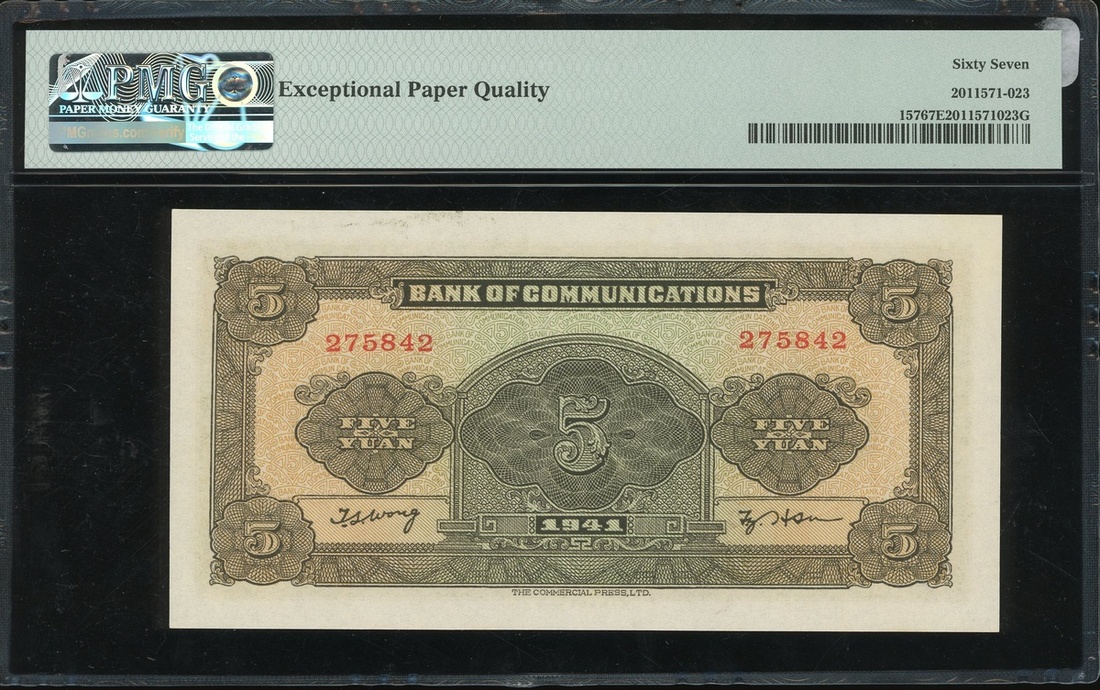 PMG
PAPER MONEY GUARANTY
Exceptional Paper Quality
Sixty Seven
2011571-023
15767E2011571023G
5 BANK OF COMMUNICATIONS 5
275842 275842
FIVE YUAN
5
FIVE YUAN
T.S. Wong
1941
5 5
THE COMMERCIAL PRESS, LTD.